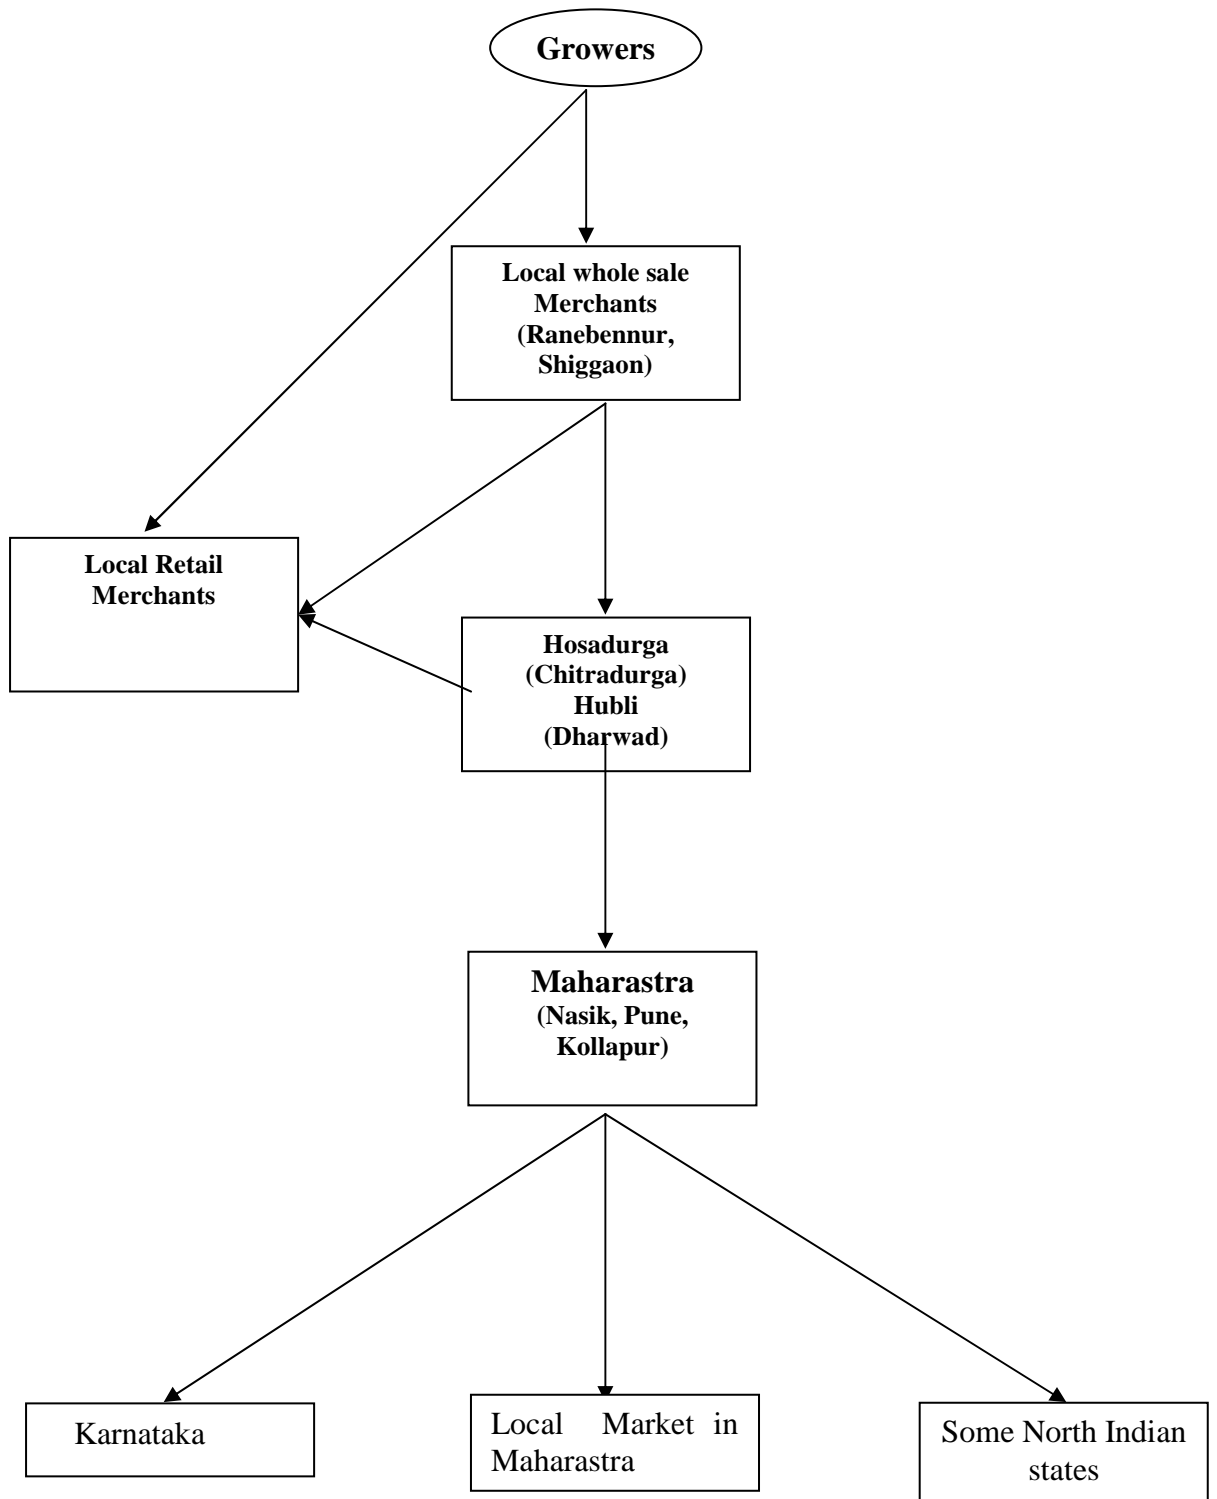 Growers
Local whole sale
Merchants
(Ranebennur,
Shiggaon)
Local Retail
Merchants
Hosadurga
(Chitradurga)
Hubli
(Dharwad)
Maharastra
(Nasik, Pune,
Kollapur)
Karnataka
Local Market in
Maharastra
Some North Indian
states